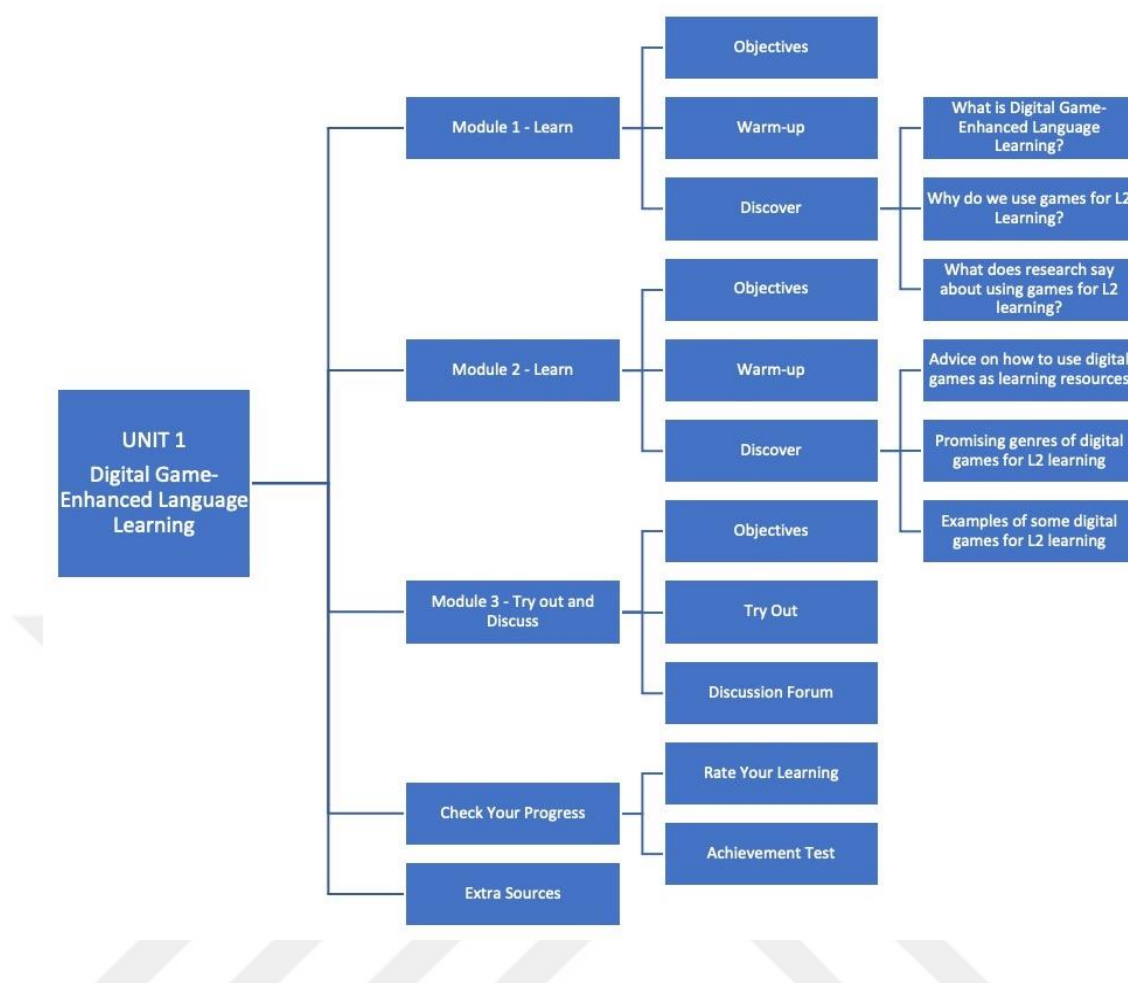 UNIT 1
Digital Game-
Enhanced Language
Learning
Module 1 - Learn
Objectives
Warm-up
Discover
What is Digital Game-
Enhanced Language
Learning?
Why do we use games for L2
Learning?
What does research say
about using games for L2
learning?
Module 2 - Learn
Objectives
Warm-up
Discover
Advice on how to use digital
games as learning resources
Promising genres of digital
games for L2 learning
Examples of some digital
games for L2 learning
Module 3 - Try out and
Discuss
Objectives
Try Out
Discussion Forum
Check Your Progress
Rate Your Learning
Achievement Test
Extra Sources